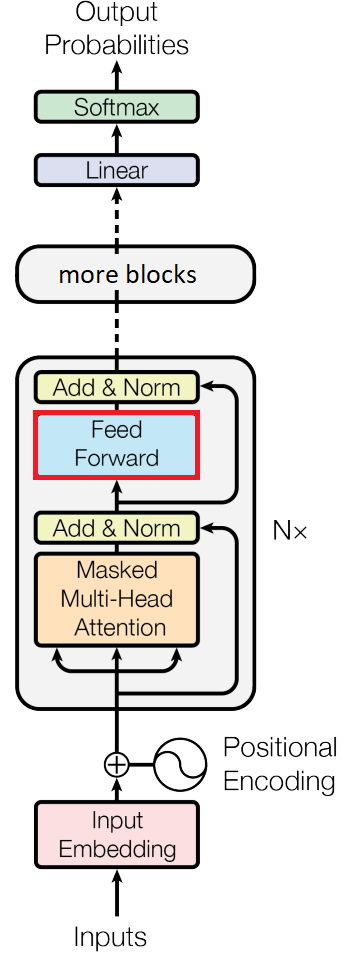 Output
Probabilities
Softmax
Linear
more blocks
Add & Norm
Feed
Forward
Add & Norm
N×
Masked
Multi-Head
Attention
Positional
Encoding
Input
Embedding
Inputs